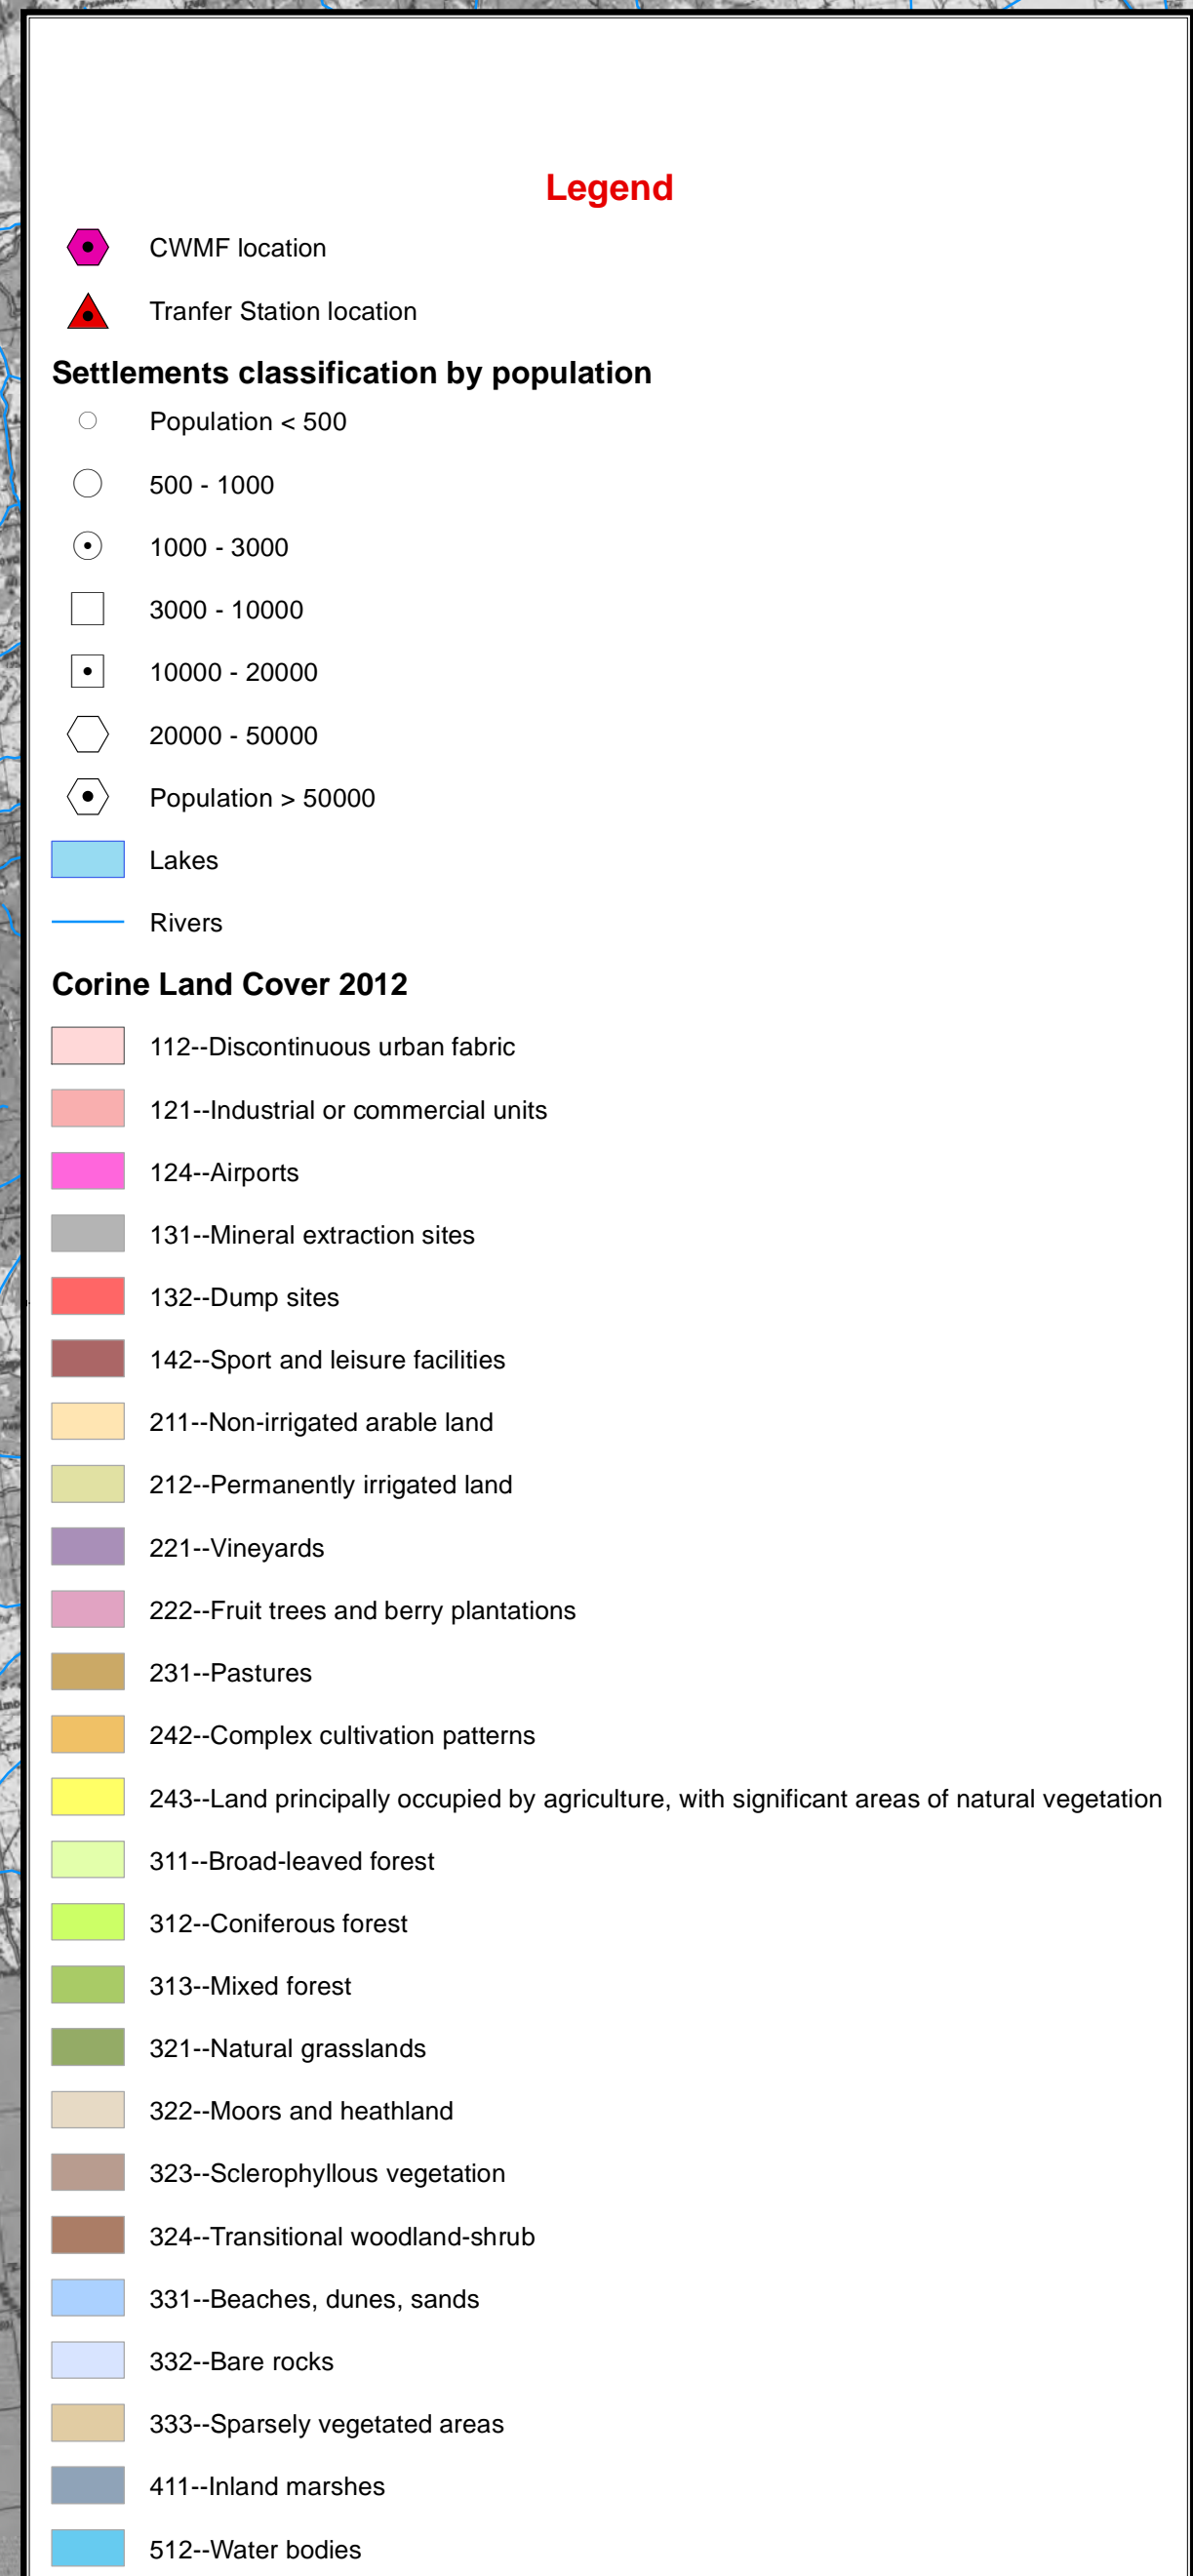 Legend
CWMF location
Tranfer Station location
Settlements classification by population
Population < 500
500 - 1000
1000 - 3000
3000 - 10000
10000 - 20000
20000 - 50000
Population > 50000
Lakes
Rivers
Corine Land Cover 2012
112--Discontinuous urban fabric
121--Industrial or commercial units
124--Airports
131--Mineral extraction sites
132--Dump sites
142--Sport and leisure facilities
211--Non-irrigated arable land
212--Permanently irrigated land
221--Vineyards
222--Fruit trees and berry plantations
231--Pastures
242--Complex cultivation patterns
243--Land principally occupied by agriculture, with significant areas of natural vegetation
311--Broad-leaved forest
312--Coniferous forest
313--Mixed forest
321--Natural grasslands
322--Moors and heathland
323--Sclerophyllous vegetation
324--Transitional woodland-shrub
331--Beaches, dunes, sands
332--Bare rocks
333--Sparsely vegetated areas
411--Inland marshes
512--Water bodies